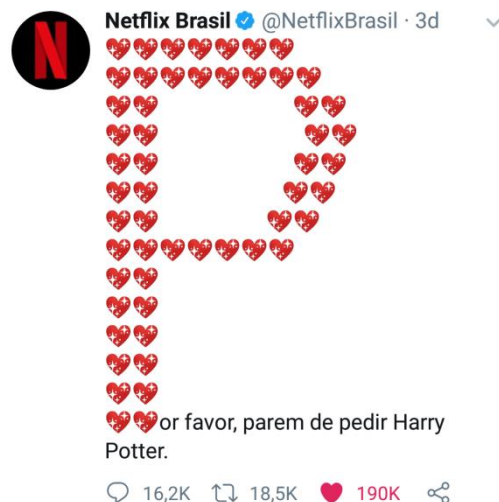 N
Netflix Brasil @NetflixBrasil · 3d
💖💖💖💖💖💖💖
💖💖💖💖💖💖💖💖
💖💖 💖💖
💖💖 💖💖
💖💖 💖💖
💖💖 💖💖
💖💖 💖💖
💖💖💖💖💖💖💖
💖💖
💖💖
💖💖
💖💖
💖💖
💖💖or favor, parem de pedir Harry
Potter.
16,2K 18,5K 190K